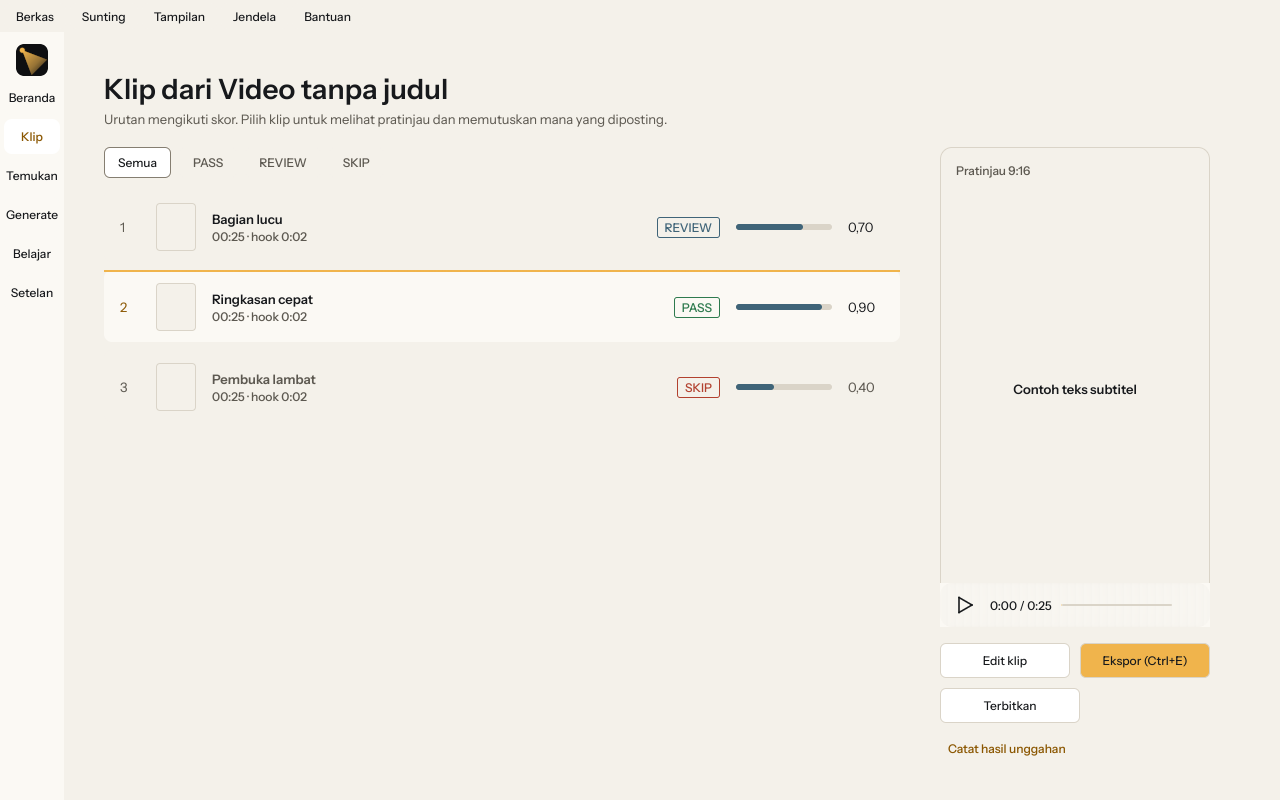 Berkas Sunting Tampilan Jendela Bantuan
Beranda
Klip
Temukan
Generate
Belajar
Setelan
Klip dari Video tanpa judul
Urutan mengikuti skor. Pilih klip untuk melihat pratinjau dan memutuskan mana yang diposting.
Semua PASS REVIEW SKIP
1 Bagian lucu REVIEW 0,70
00:25 · hook 0:02
2 Ringkasan cepat PASS 0,90
00:25 · hook 0:02
3 Pembuka lambat SKIP 0,40
00:25 · hook 0:02
Pratinjau 9:16
Contoh teks subtitel
0:00 / 0:25
Edit klip Ekspor (Ctrl+E)
Terbitkan
Catat hasil unggahan